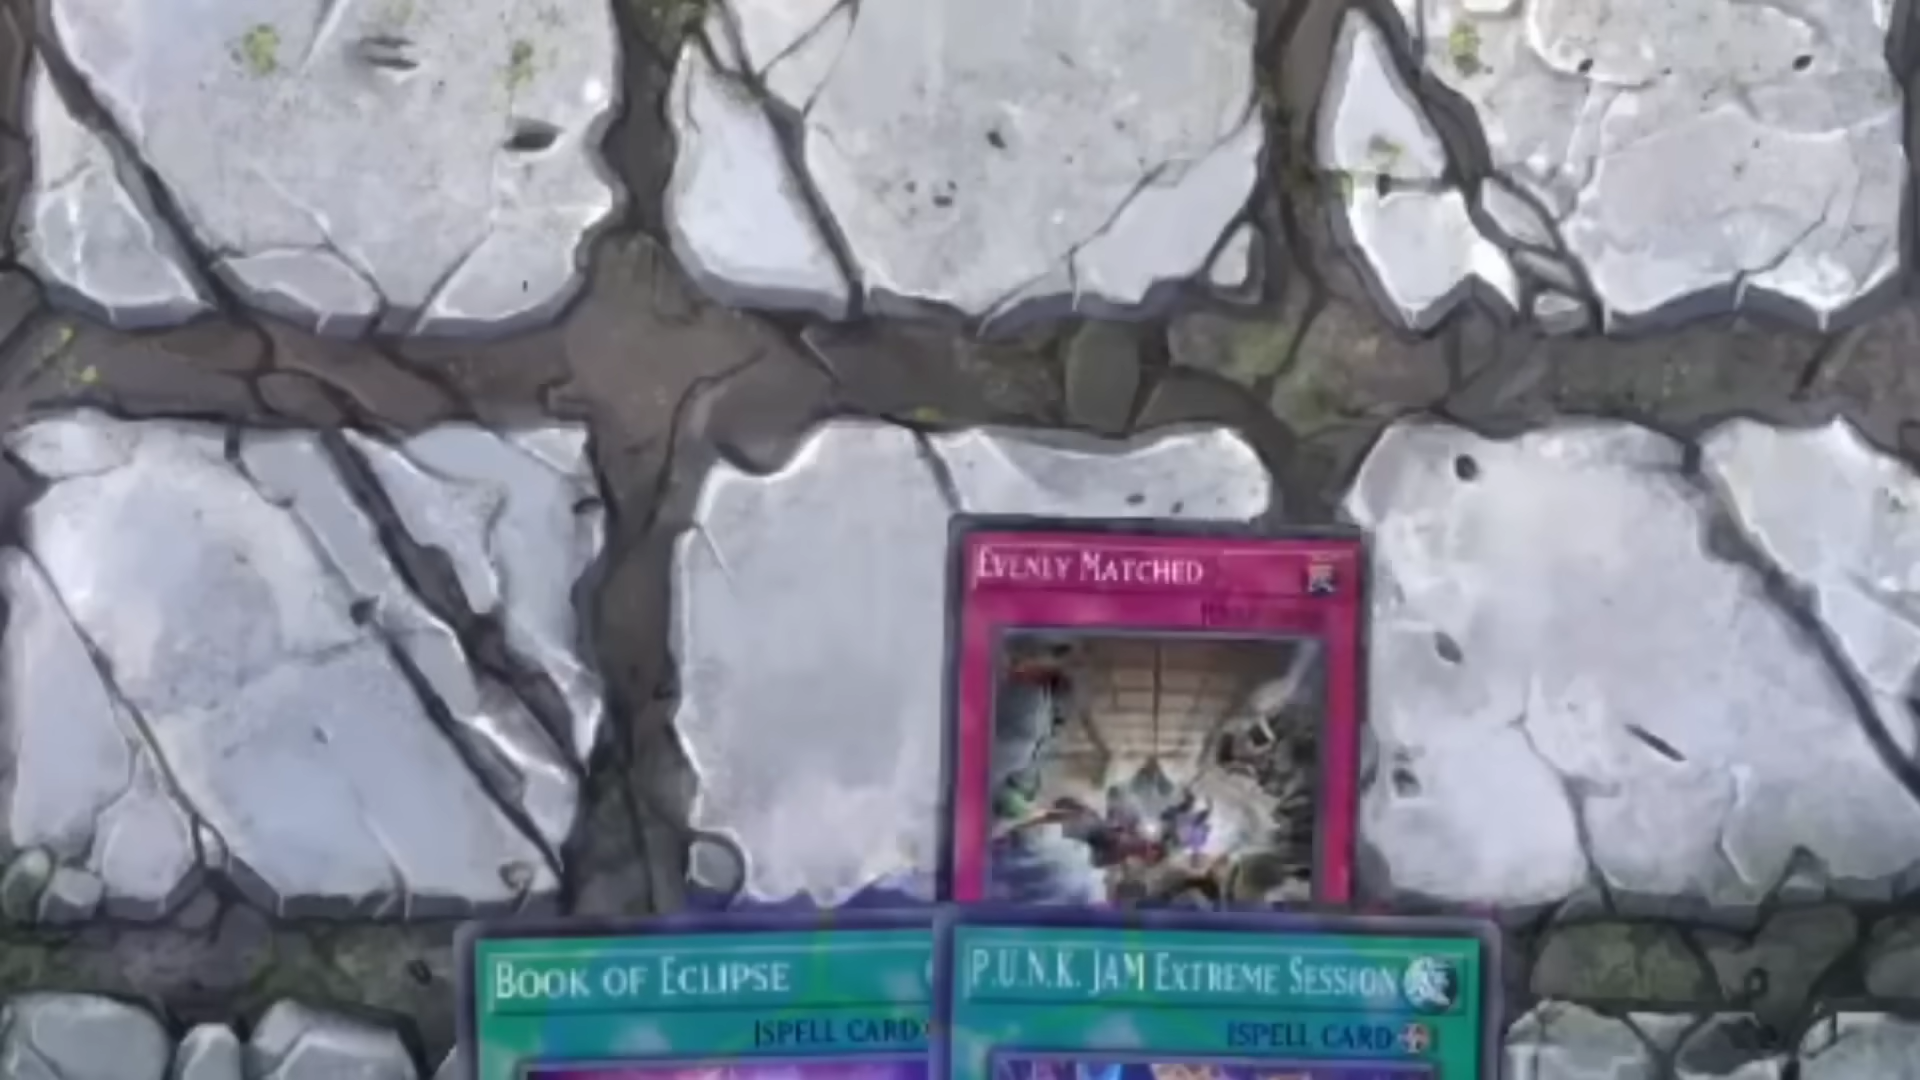 EVENLY MATCHED
BOOK OF ECLIPSE
P.U.N.K. JAM EXTREME SESSION
[SPELL CARD
[SPELL CARD